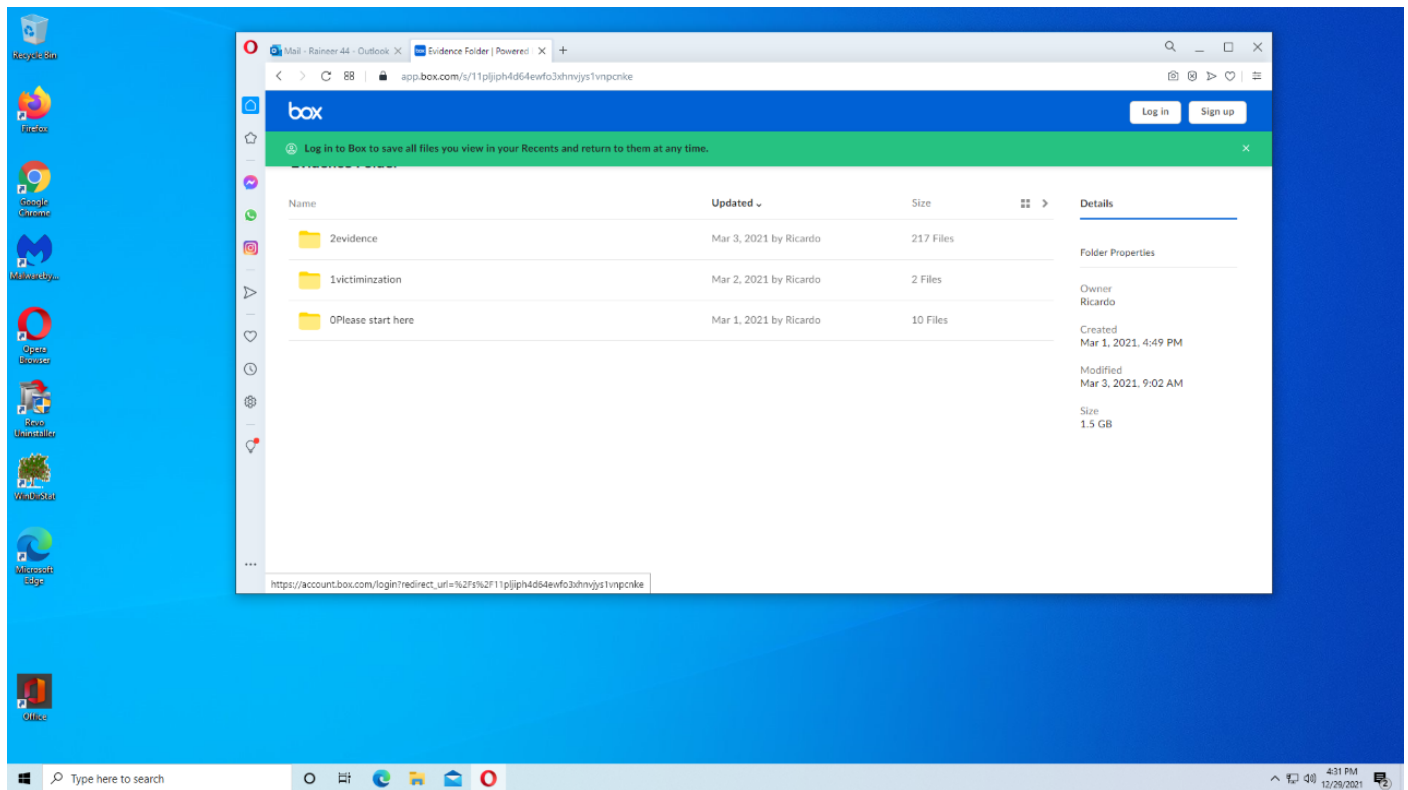 Recycle Bin
Firefox
Google
Chrome
Malwareby...
Opera
Browser
Revo
Uninstaller
WinDirStat
Microsoft
Edge
Office
Mail - Raineer 44 - Outlook
Evidence Folder | Powered
app.box.com/s/11pljiph4d64ewfo3xhnvjys1vnpcnke
box
Log in
Sign up
Log in to Box to save all files you view in your Recents and return to them at any time.
Evidence Folder
Name
Updated
Size
2evidence
Mar 3, 2021 by Ricardo
217 Files
1victiminzation
Mar 2, 2021 by Ricardo
2 Files
0Please start here
Mar 1, 2021 by Ricardo
10 Files
Details
Folder Properties
Owner
Ricardo
Created
Mar 1, 2021, 4:49 PM
Modified
Mar 3, 2021, 9:02 AM
Size
1.5 GB
https://account.box.com/login?redirect_url=%2Fs%2F11pljiph4d64ewfo3xhnvjys1vnpcnke
Type here to search
4:31 PM
12/29/2021
2